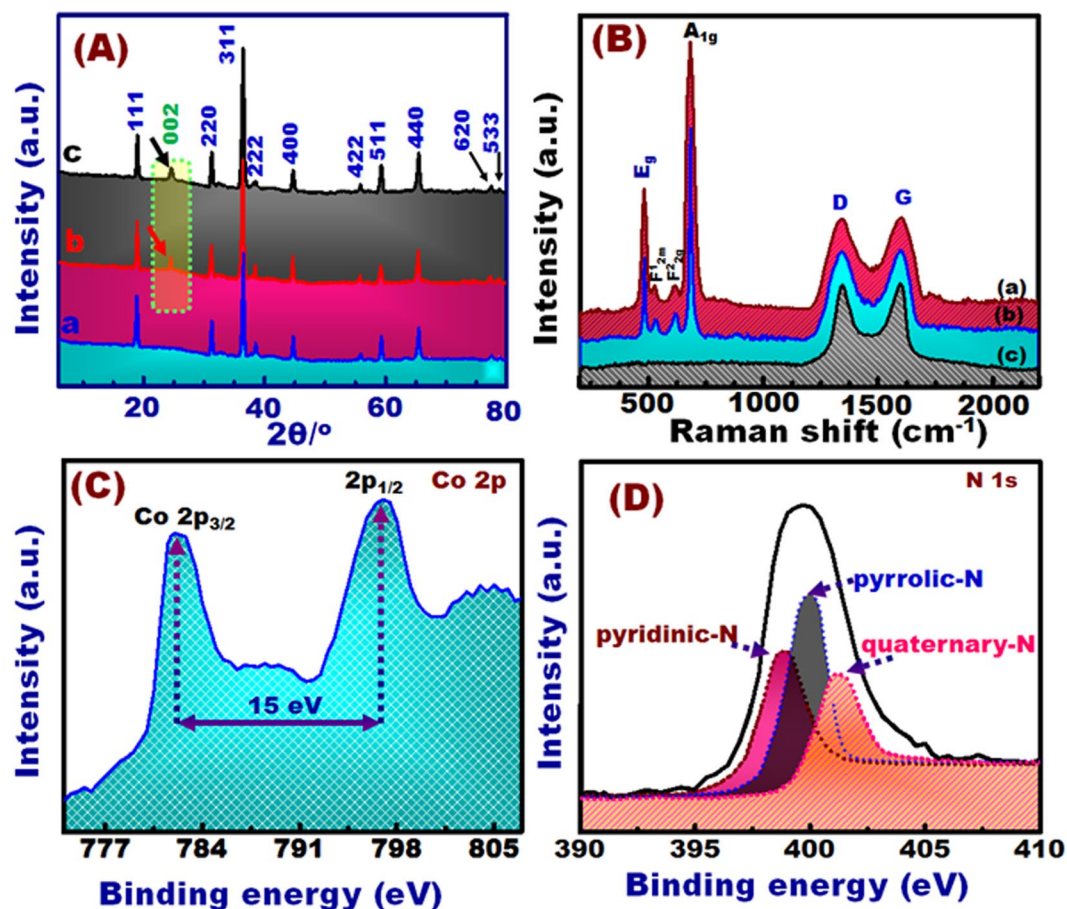 (A)
111
002
220
311
222
400
422
511
440
620
533
c
b
a
Intensity (a.u.)
20 40 60 80
2θ/°
(B)
A1g
Eg
F¹2m
F²2g
D
G
(a)
(b)
(c)
Intensity (a.u.)
500 1000 1500 2000
Raman shift (cm⁻¹)
(C)
Co 2p3/2
2p1/2
Co 2p
15 eV
Intensity (a.u.)
777 784 791 798 805
Binding energy (eV)
(D)
N 1s
pyrrolic-N
pyridinic-N
quaternary-N
Intensity (a.u.)
390 395 400 405 410
Binding energy (eV)